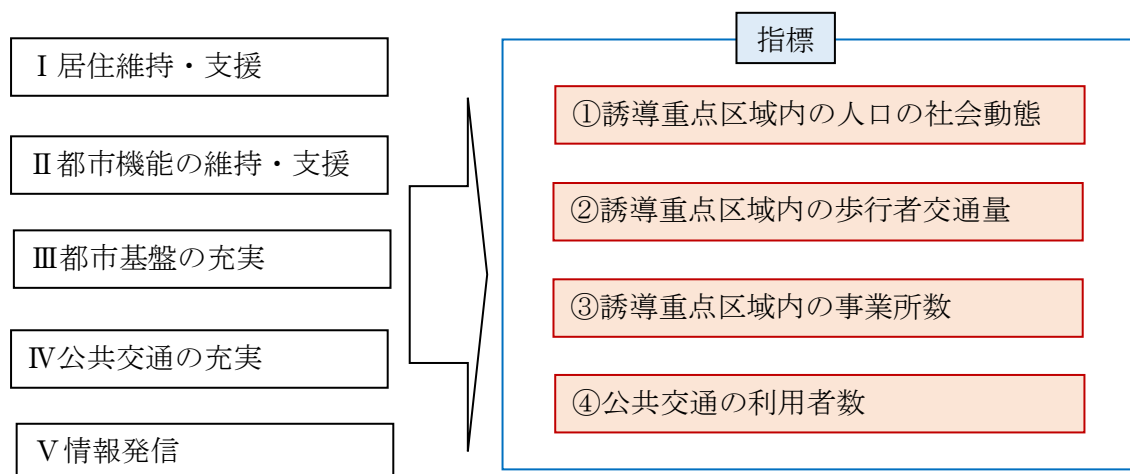 Ⅰ居住維持・支援
Ⅱ都市機能の維持・支援
Ⅲ都市基盤の充実
Ⅳ公共交通の充実
Ⅴ情報発信
指標
①誘導重点区域内の人口の社会動態
②誘導重点区域内の歩行者交通量
③誘導重点区域内の事業所数
④公共交通の利用者数